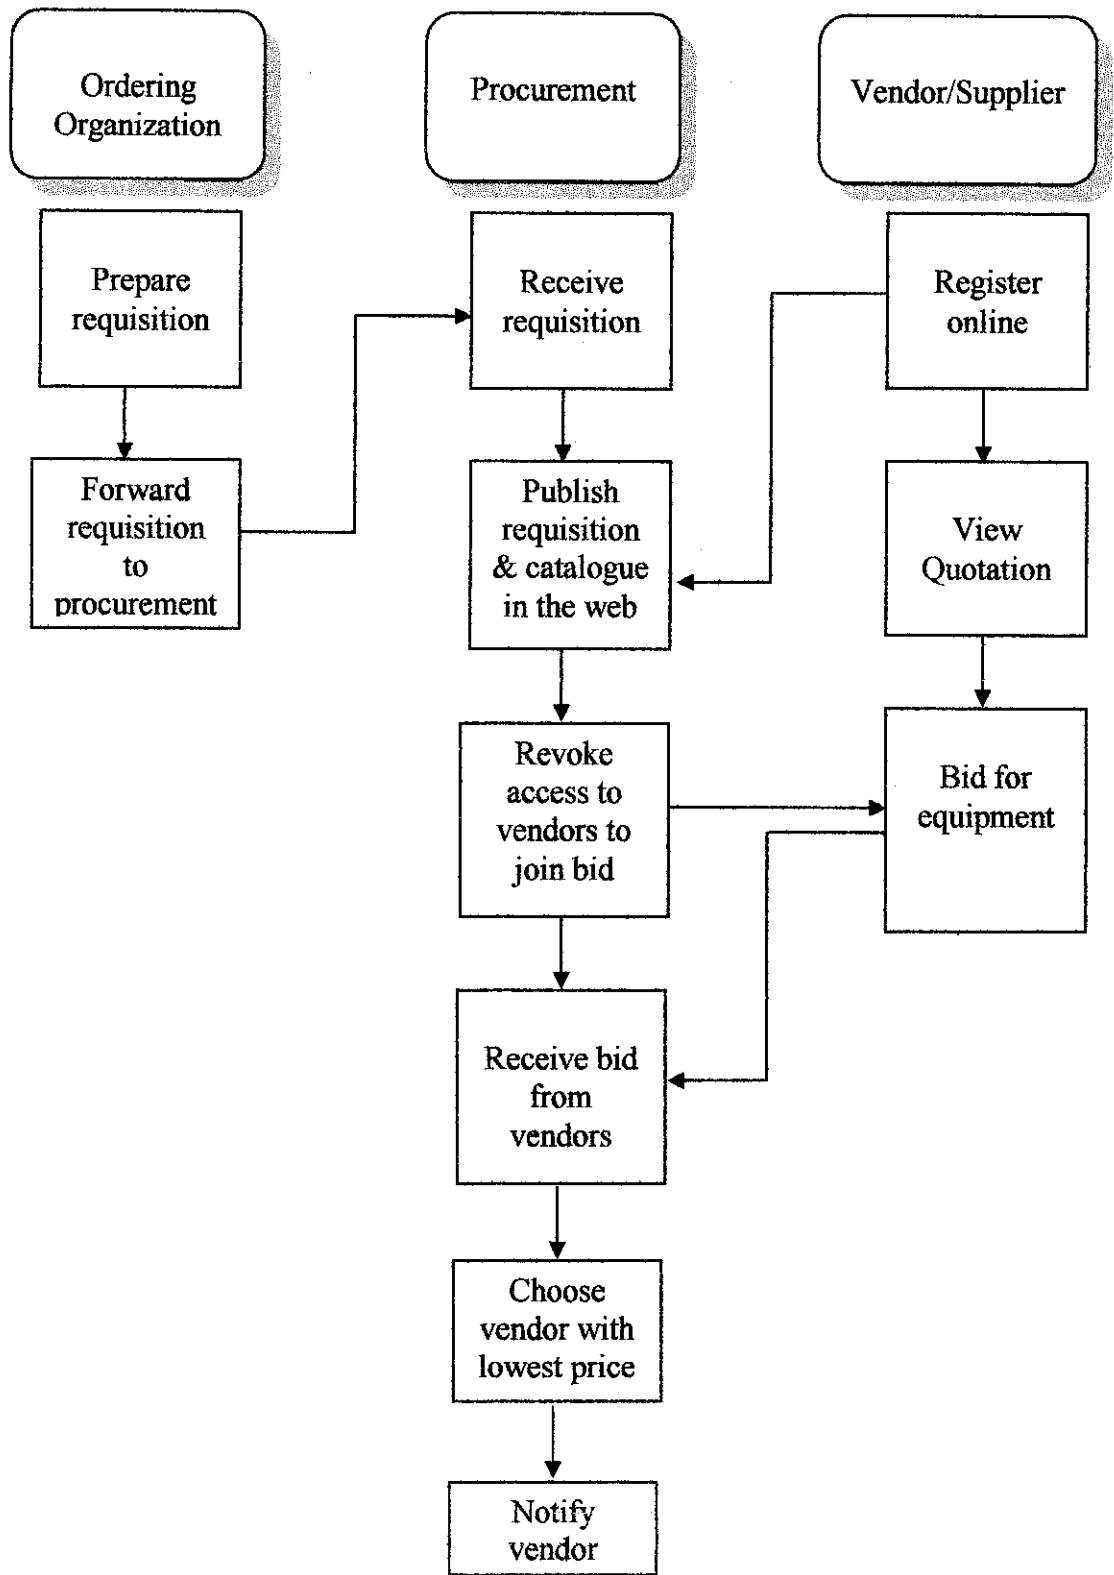 Ordering
Organization
Procurement
Vendor/Supplier
Prepare
requisition
Receive
requisition
Register
online
Forward
requisition
to
procurement
Publish
requisition
& catalogue
in the web
View
Quotation
Revoke
access to
vendors to
join bid
Bid for
equipment
Receive bid
from
vendors
Choose
vendor with
lowest price
Notify
vendor